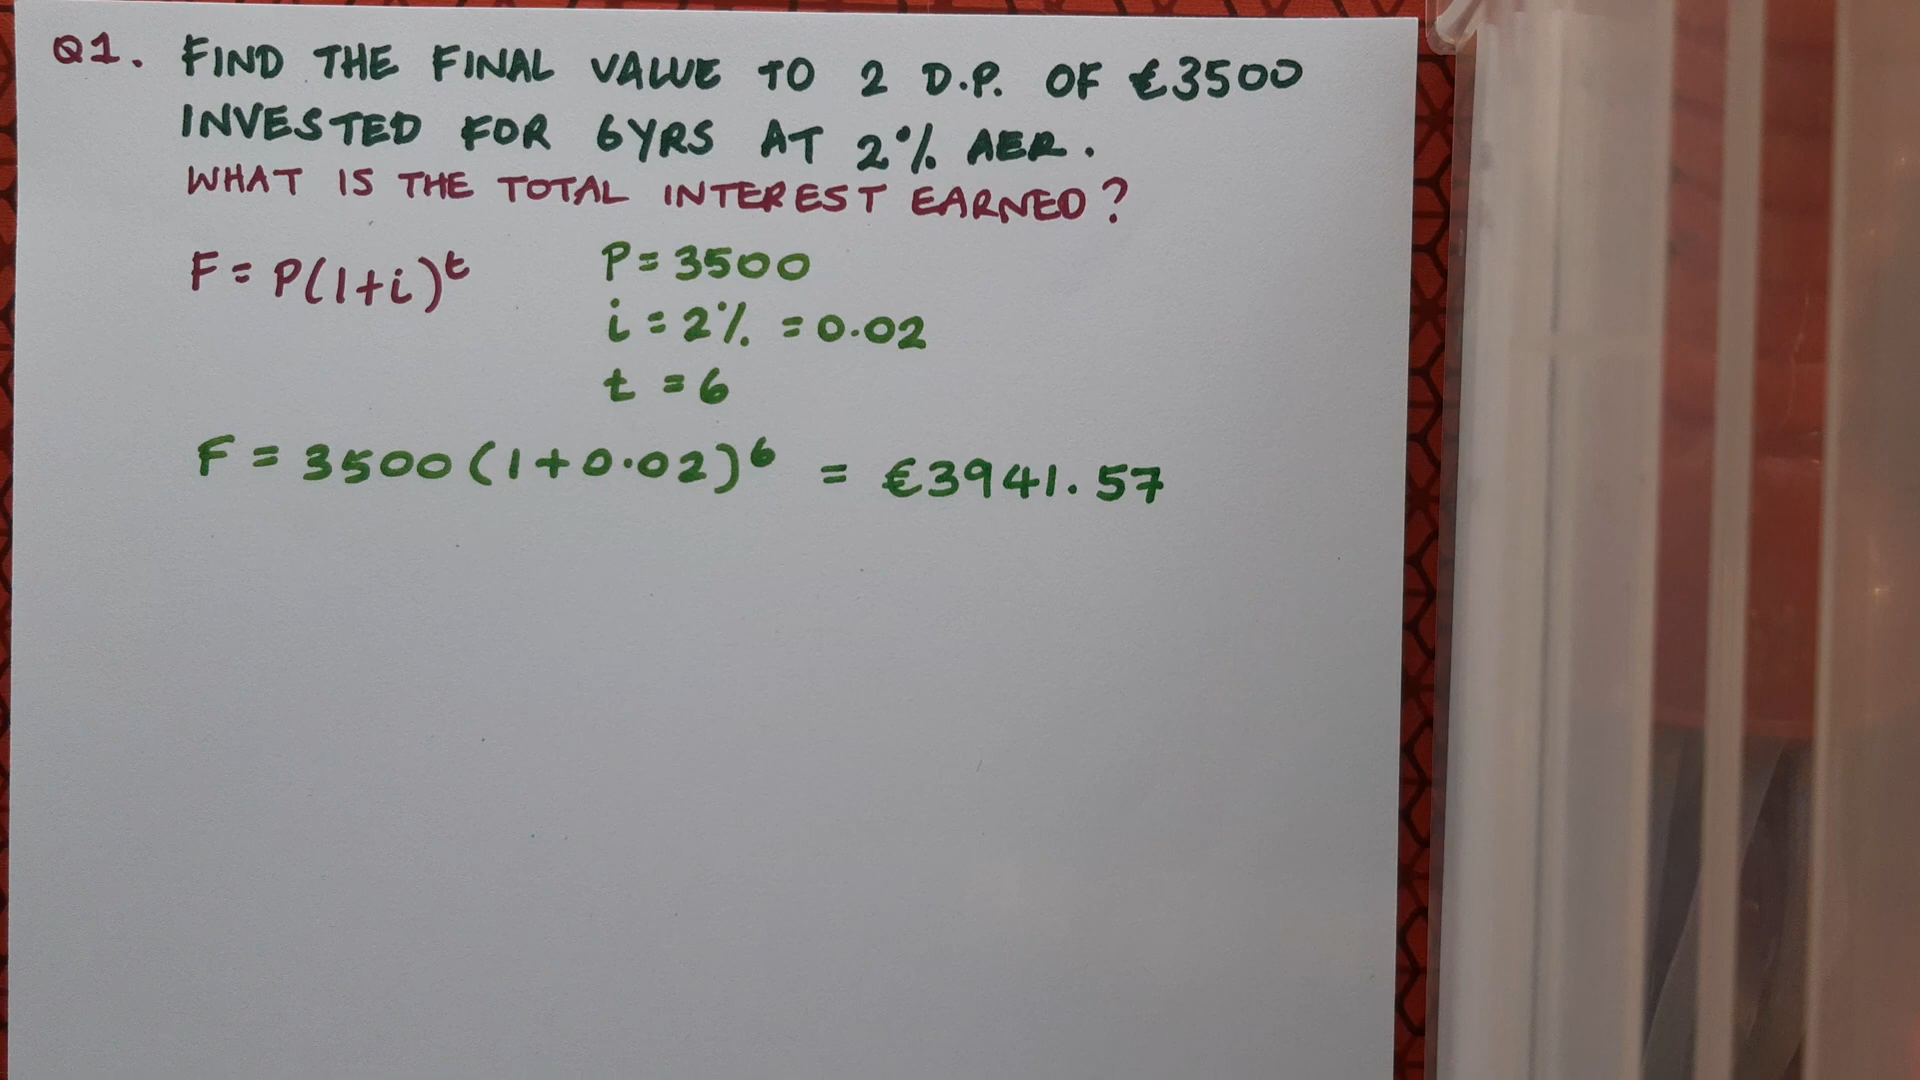 Q1. FIND THE FINAL VALUE TO 2 D.P. OF €3500
INVESTED FOR 6YRS AT 2% AER.
WHAT IS THE TOTAL INTEREST EARNED?
F = P(1+i)^t
P = 3500
i = 2% = 0.02
t = 6
F = 3500(1+0.02)^6 = €3941.57